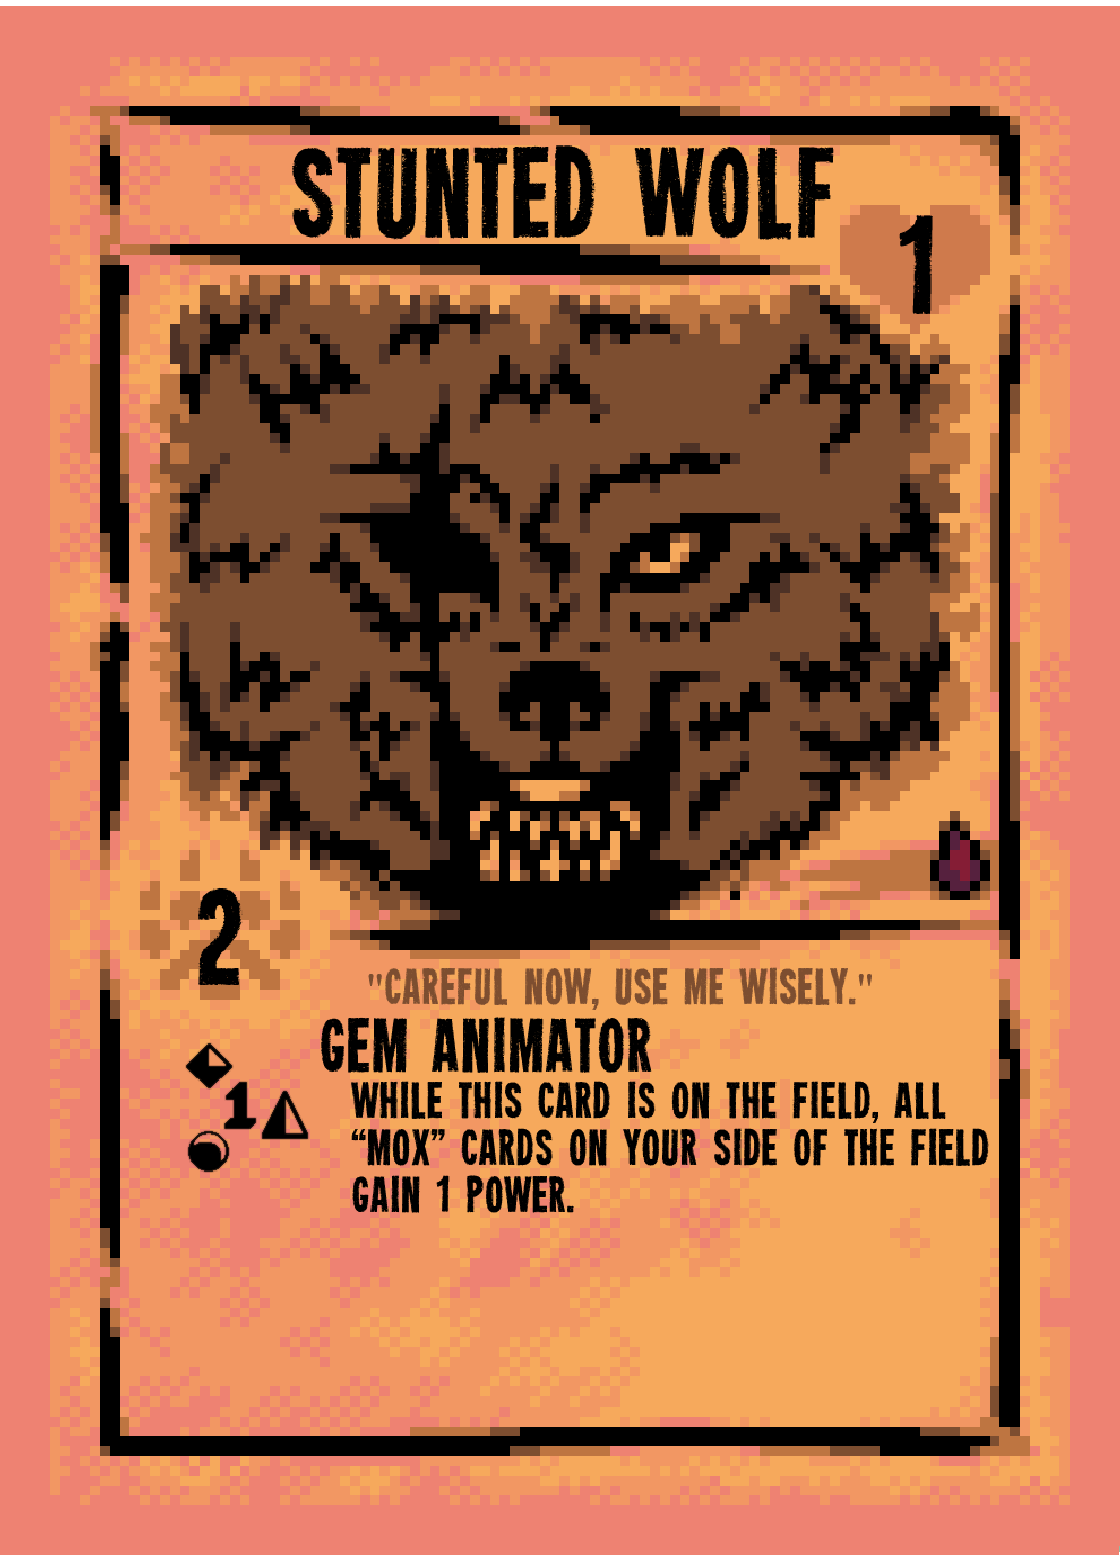 STUNTED WOLF
1
2
"CAREFUL NOW, USE ME WISELY."
GEM ANIMATOR
1
WHILE THIS CARD IS ON THE FIELD, ALL
“MOX” CARDS ON YOUR SIDE OF THE FIELD
GAIN 1 POWER.